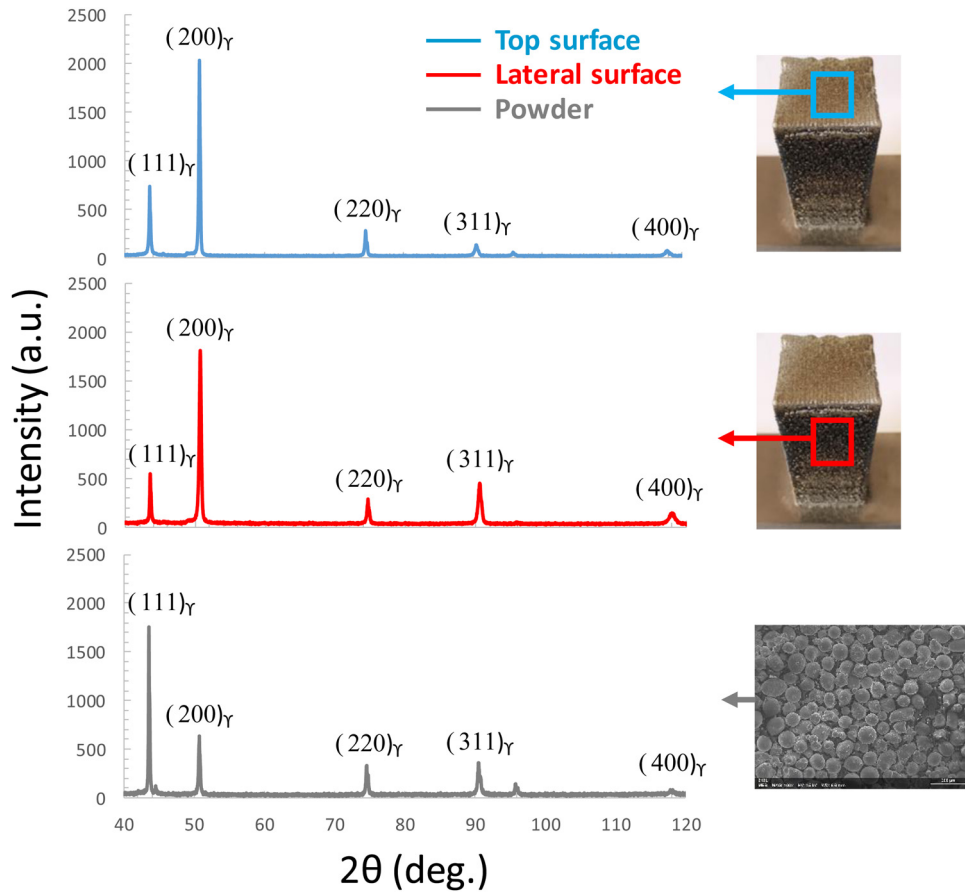 2500
2000
1500
1000
500
0
(200)ᵧ
(111)ᵧ
(220)ᵧ
(311)ᵧ
(400)ᵧ
Top surface
Lateral surface
Powder
Intensity (a.u.)
2500
2000
1500
1000
500
0
(200)ᵧ
(111)ᵧ
(220)ᵧ
(311)ᵧ
(400)ᵧ
2500
2000
1500
1000
500
0
(111)ᵧ
(200)ᵧ
(220)ᵧ
(311)ᵧ
(400)ᵧ
40 50 60 70 80 90 100 110 120
2θ (deg.)